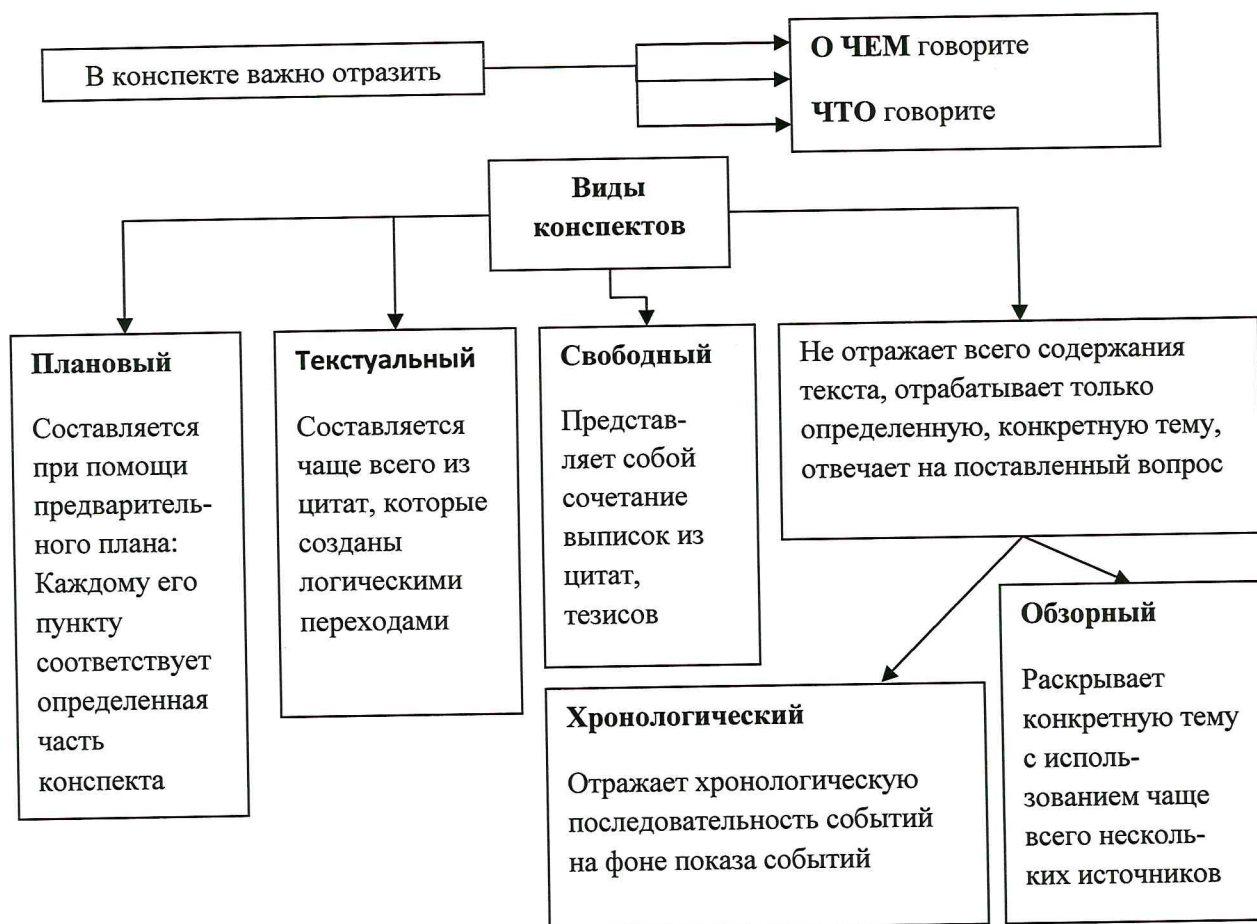 В конспекте важно отразить
О ЧЕМ говорите
ЧТО говорите
Виды
конспектов
Плановый
Составляется
при помощи
предваритель-
ного плана:
Каждому его
пункту
соответствует
определенная
часть
конспекта
Текстуальный
Составляется
чаще всего из
цитат, которые
созданы
логическими
переходами
Свободный
Представ-
ляет собой
сочетание
выписок из
цитат,
тезисов
Не отражает всего содержания
текста, отрабатывает только
определенную, конкретную тему,
отвечает на поставленный вопрос
Хронологический
Отражает хронологическую
последовательность событий
на фоне показа событий
Обзорный
Раскрывает
конкретную тему
с исполь-
зованием чаще
всего несколь-
ких источников